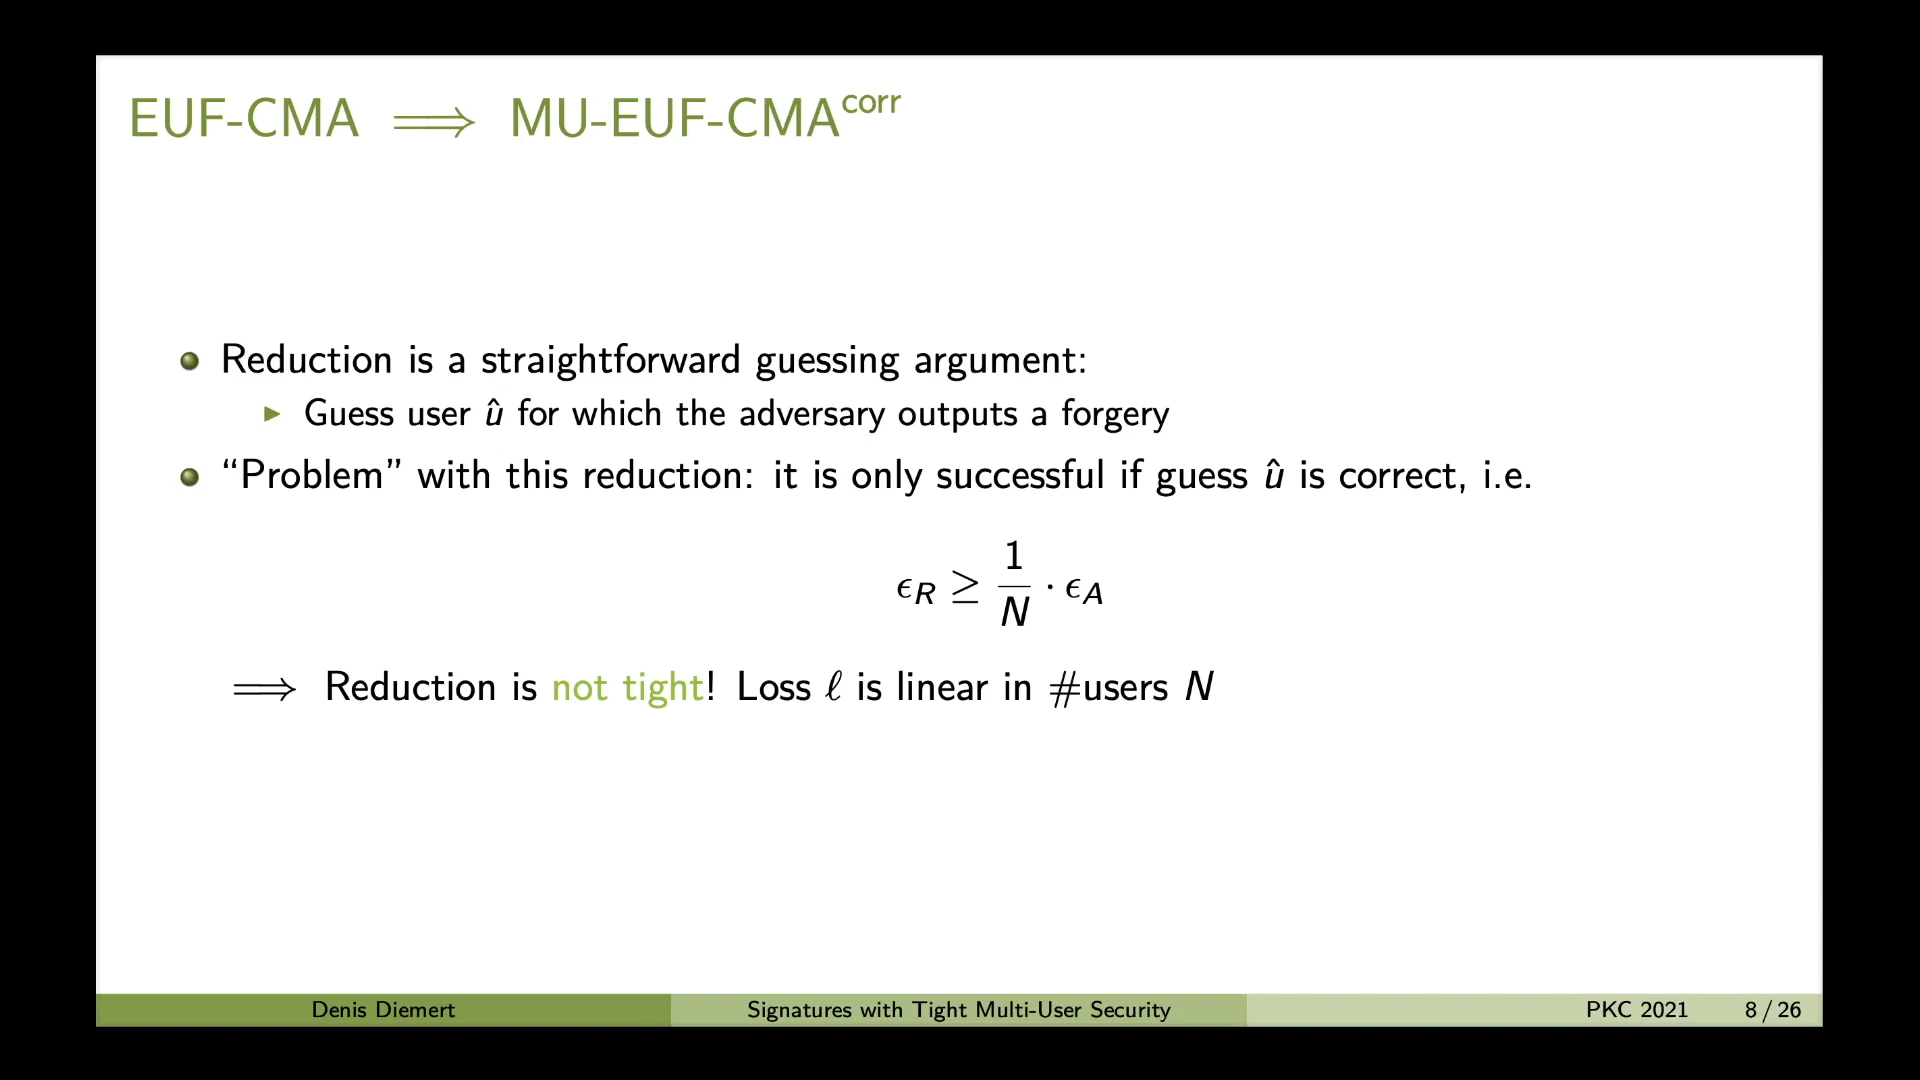 EUF-CMA ⟹ MU-EUF-CMA^corr
Reduction is a straightforward guessing argument:
Guess user û for which the adversary outputs a forgery
“Problem” with this reduction: it is only successful if guess û is correct, i.e.
ϵ_R ≥ 1/N · ϵ_A
⟹ Reduction is not tight! Loss ℓ is linear in #users N
Denis Diemert Signatures with Tight Multi-User Security PKC 2021 8 / 26